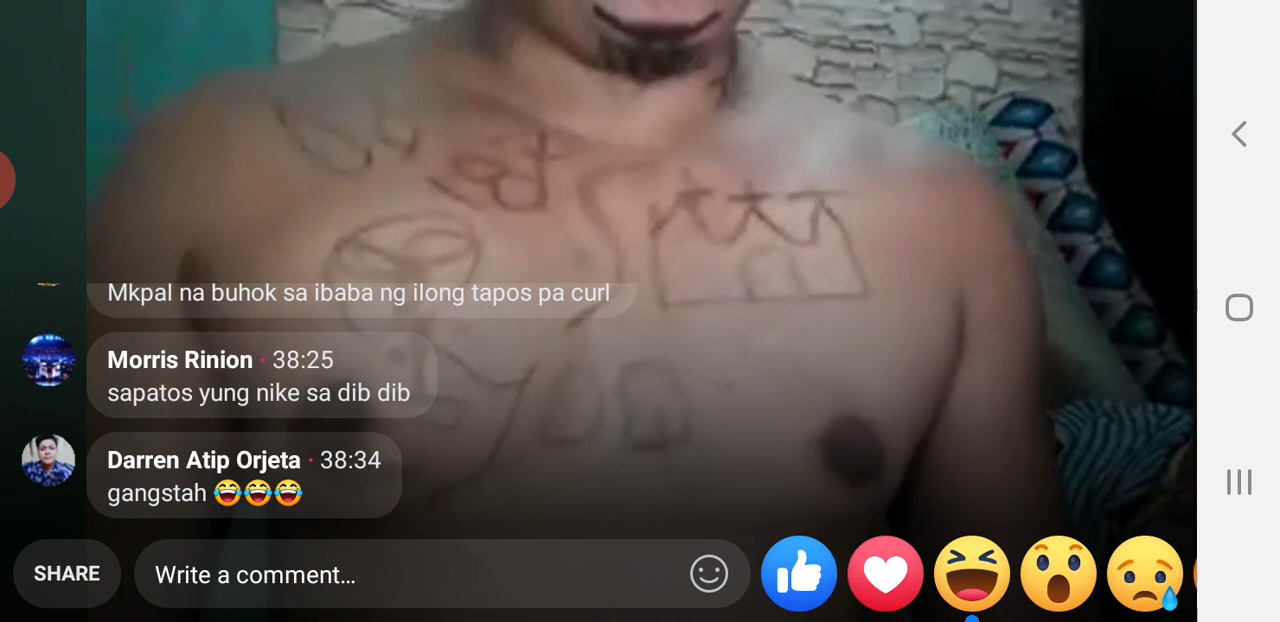 Mkpal na buhok sa ibaba ng ilong tapos pa curl
Morris Rinion · 38:25
sapatos yung nike sa dib dib
Darren Atip Orjeta · 38:34
gangstah 😂😂😂
SHARE
Write a comment...